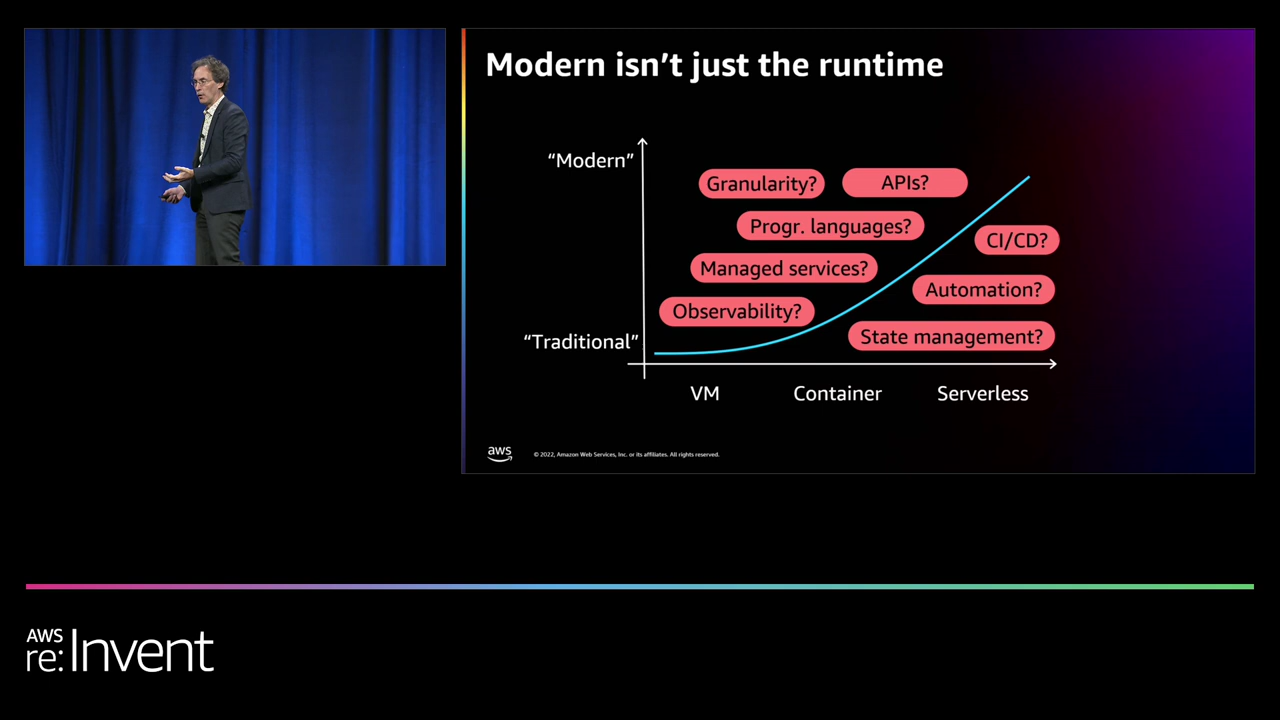 Modern isn't just the runtime
“Modern”
Granularity?
APIs?
Progr. languages?
CI/CD?
Managed services?
Automation?
Observability?
State management?
“Traditional”
VM
Container
Serverless
aws
© 2022, Amazon Web Services, Inc. or its affiliates. All rights reserved.
AWS
re:Invent